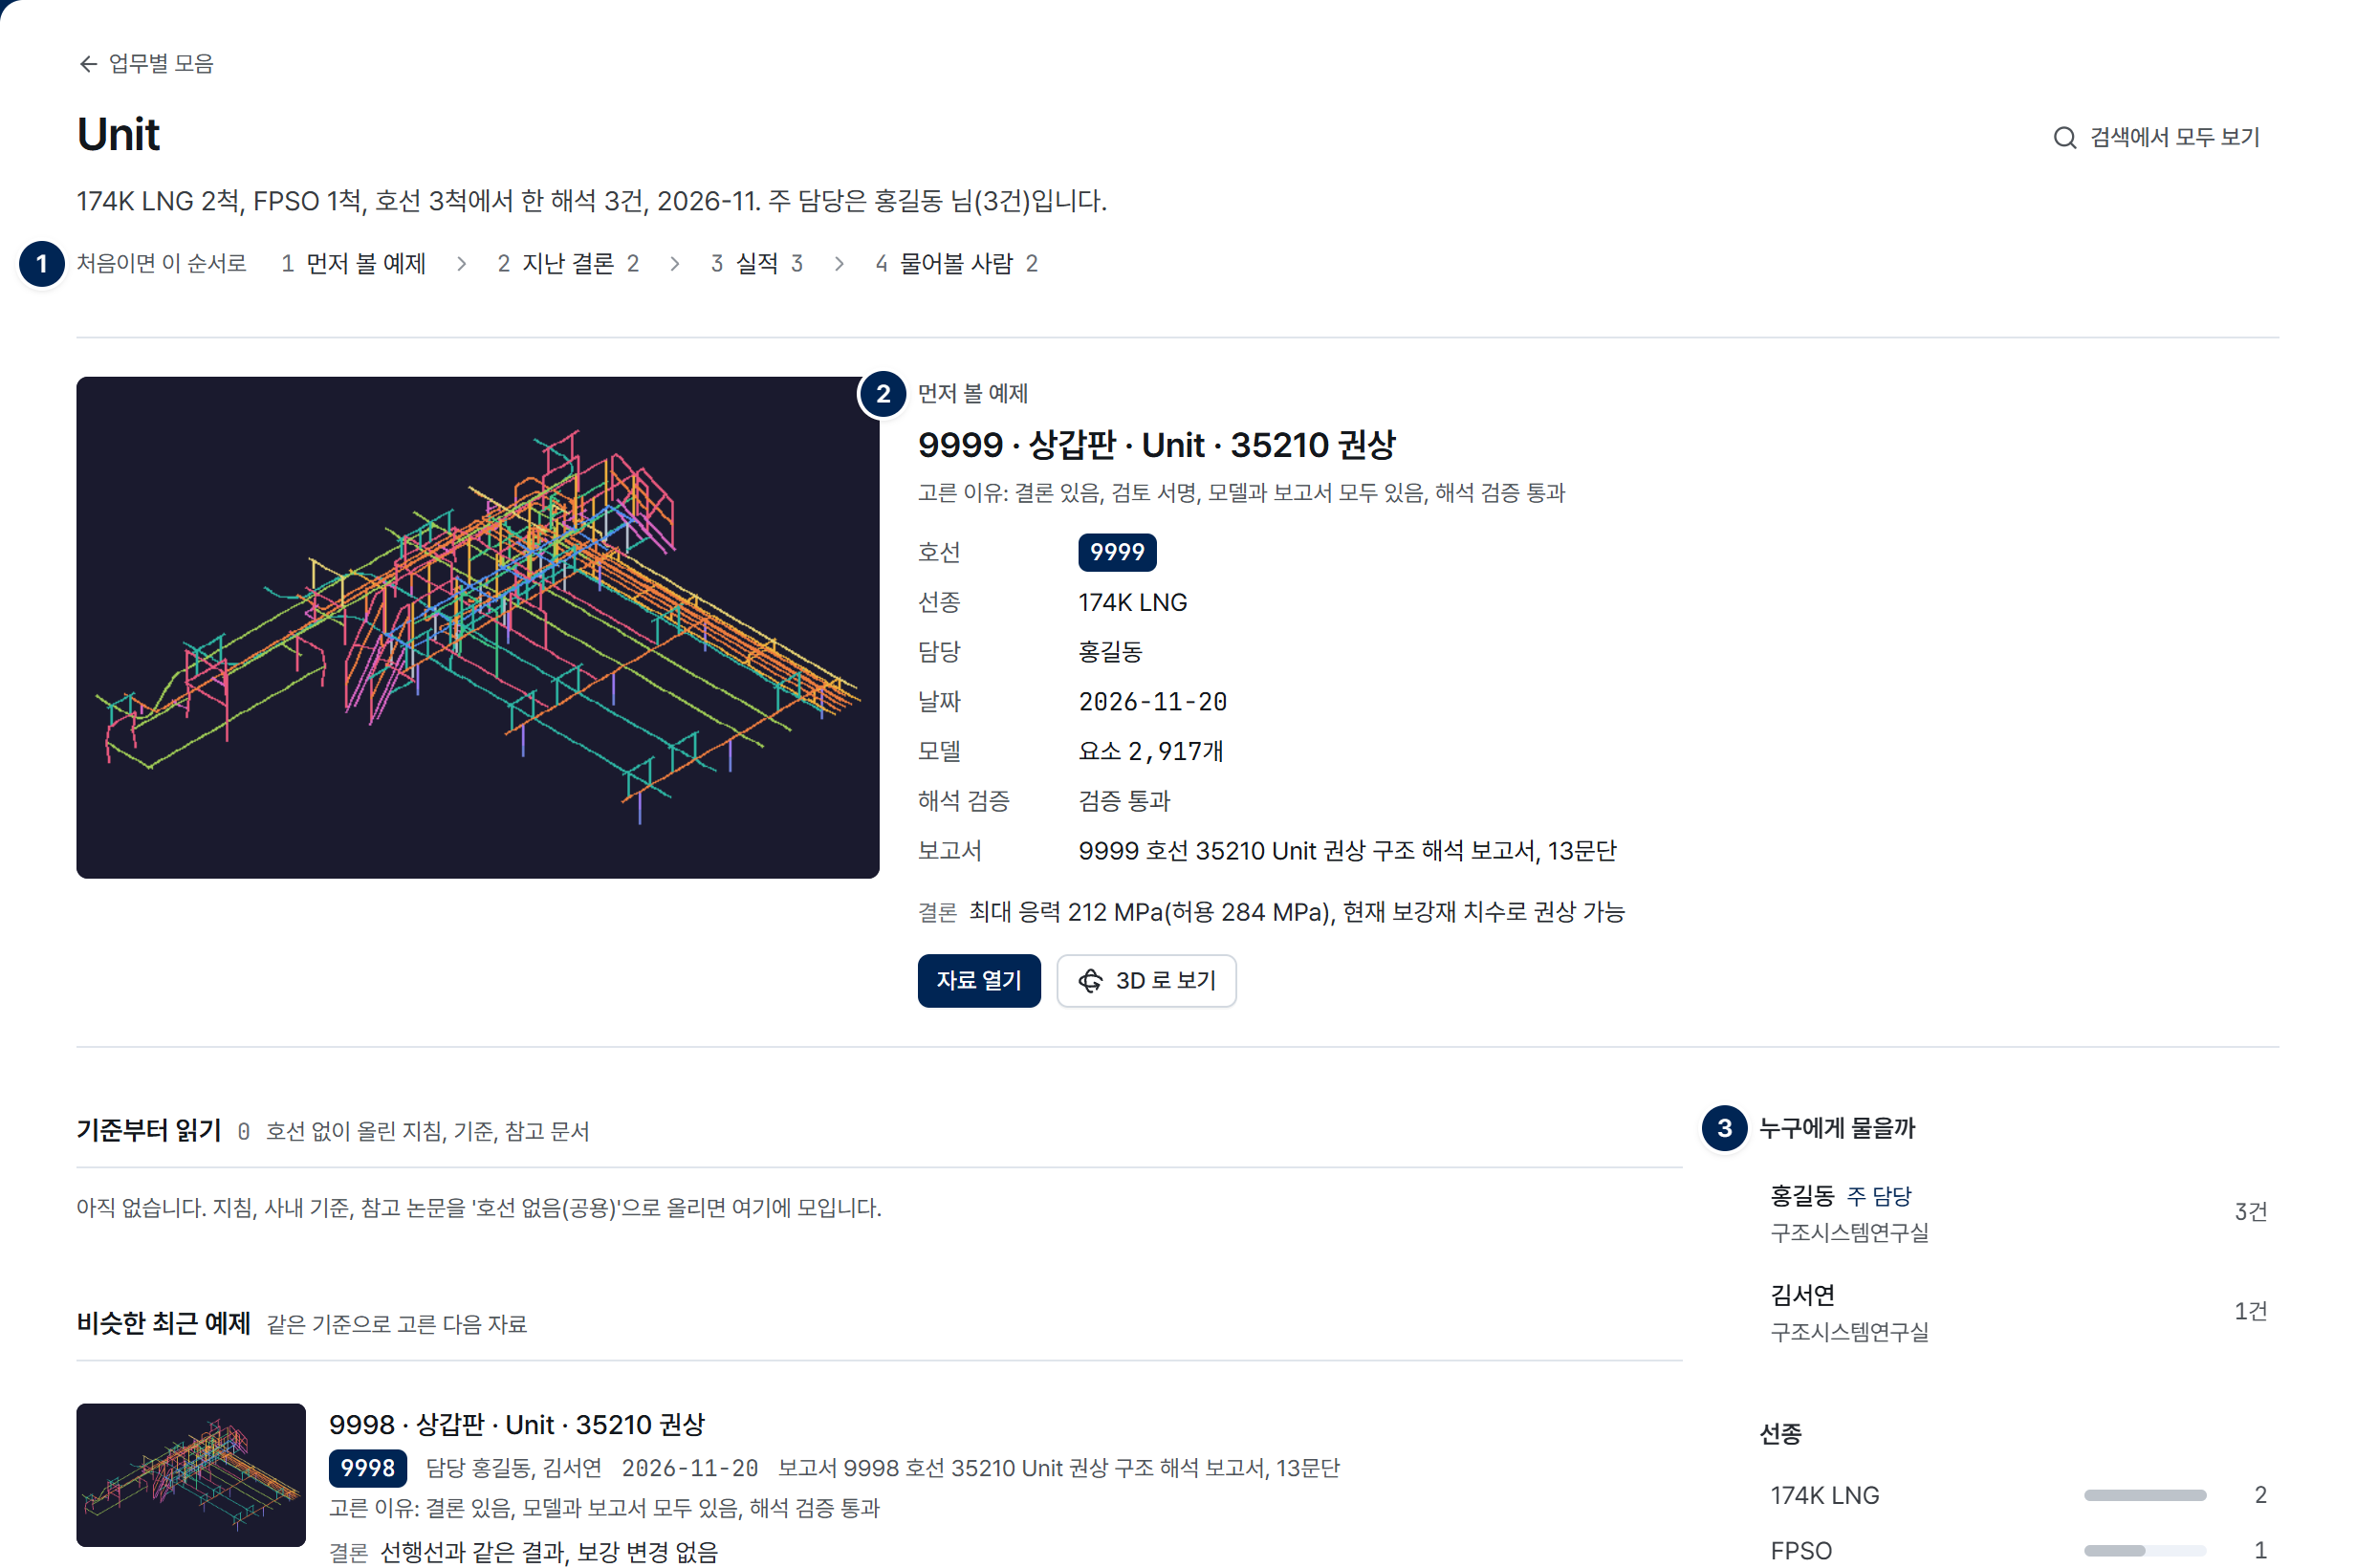 업무별 모음
Unit
검색에서 모두 보기
174K LNG 2척, FPSO 1척, 호선 3척에서 한 해석 3건, 2026-11. 주 담당은 홍길동 님(3건)입니다.
1 처음이면 이 순서로 1 먼저 볼 예제 > 2 지난 결론 2 > 3 실적 3 > 4 물어볼 사람 2
2 먼저 볼 예제
9999 · 상갑판 · Unit · 35210 권상
고른 이유: 결론 있음, 검토 서명, 모델과 보고서 모두 있음, 해석 검증 통과
호선 9999
선종 174K LNG
담당 홍길동
날짜 2026-11-20
모델 요소 2,917개
해석 검증 검증 통과
보고서 9999 호선 35210 Unit 권상 구조 해석 보고서, 13문단
결론 최대 응력 212 MPa(허용 284 MPa), 현재 보강재 치수로 권상 가능
자료 열기 3D 로 보기
기준부터 읽기 0 호선 없이 올린 지침, 기준, 참고 문서
아직 없습니다. 지침, 사내 기준, 참고 논문을 '호선 없음(공용)'으로 올리면 여기에 모입니다.
비슷한 최근 예제 같은 기준으로 고른 다음 자료
9998 · 상갑판 · Unit · 35210 권상
9998 담당 홍길동, 김서연 2026-11-20 보고서 9998 호선 35210 Unit 권상 구조 해석 보고서, 13문단
고른 이유: 결론 있음, 모델과 보고서 모두 있음, 해석 검증 통과
결론 선행선과 같은 결과, 보강 변경 없음
3 누구에게 물을까
홍길동 주 담당 3건
구조시스템연구실
김서연 1건
구조시스템연구실
선종
174K LNG 2
FPSO 1